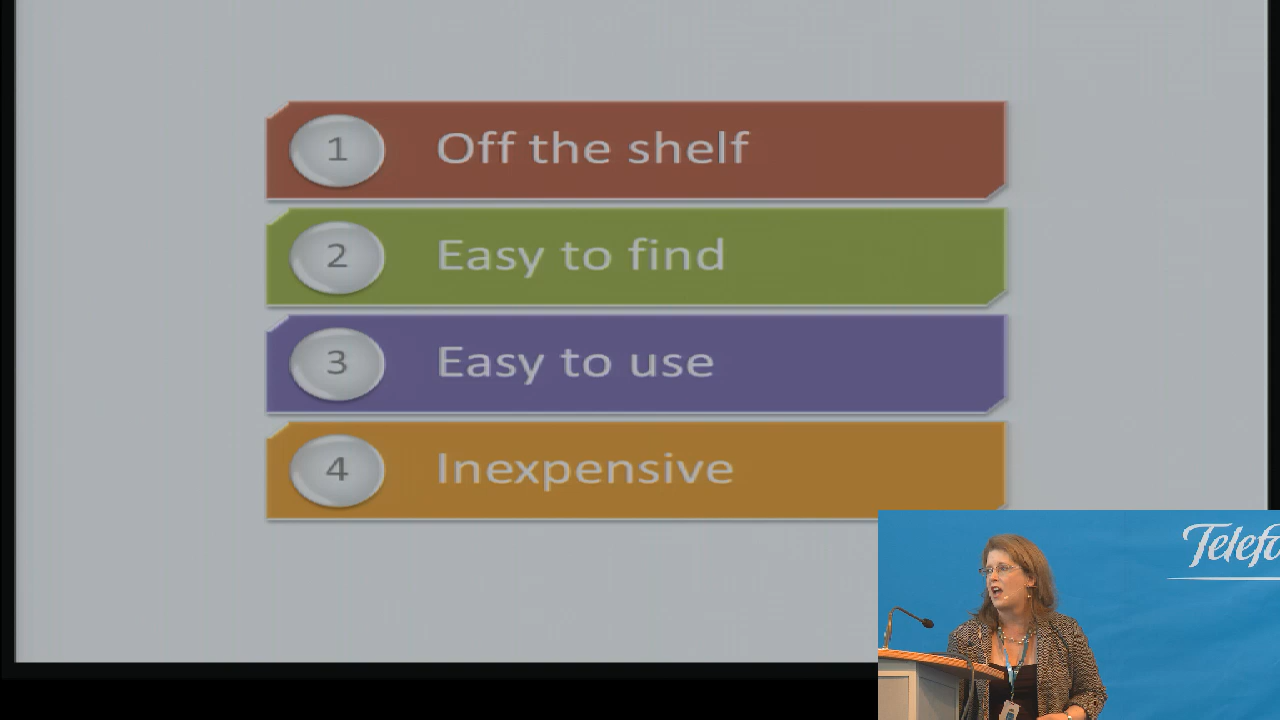 1 Off the shelf
2 Easy to find
3 Easy to use
4 Inexpensive
Telefo